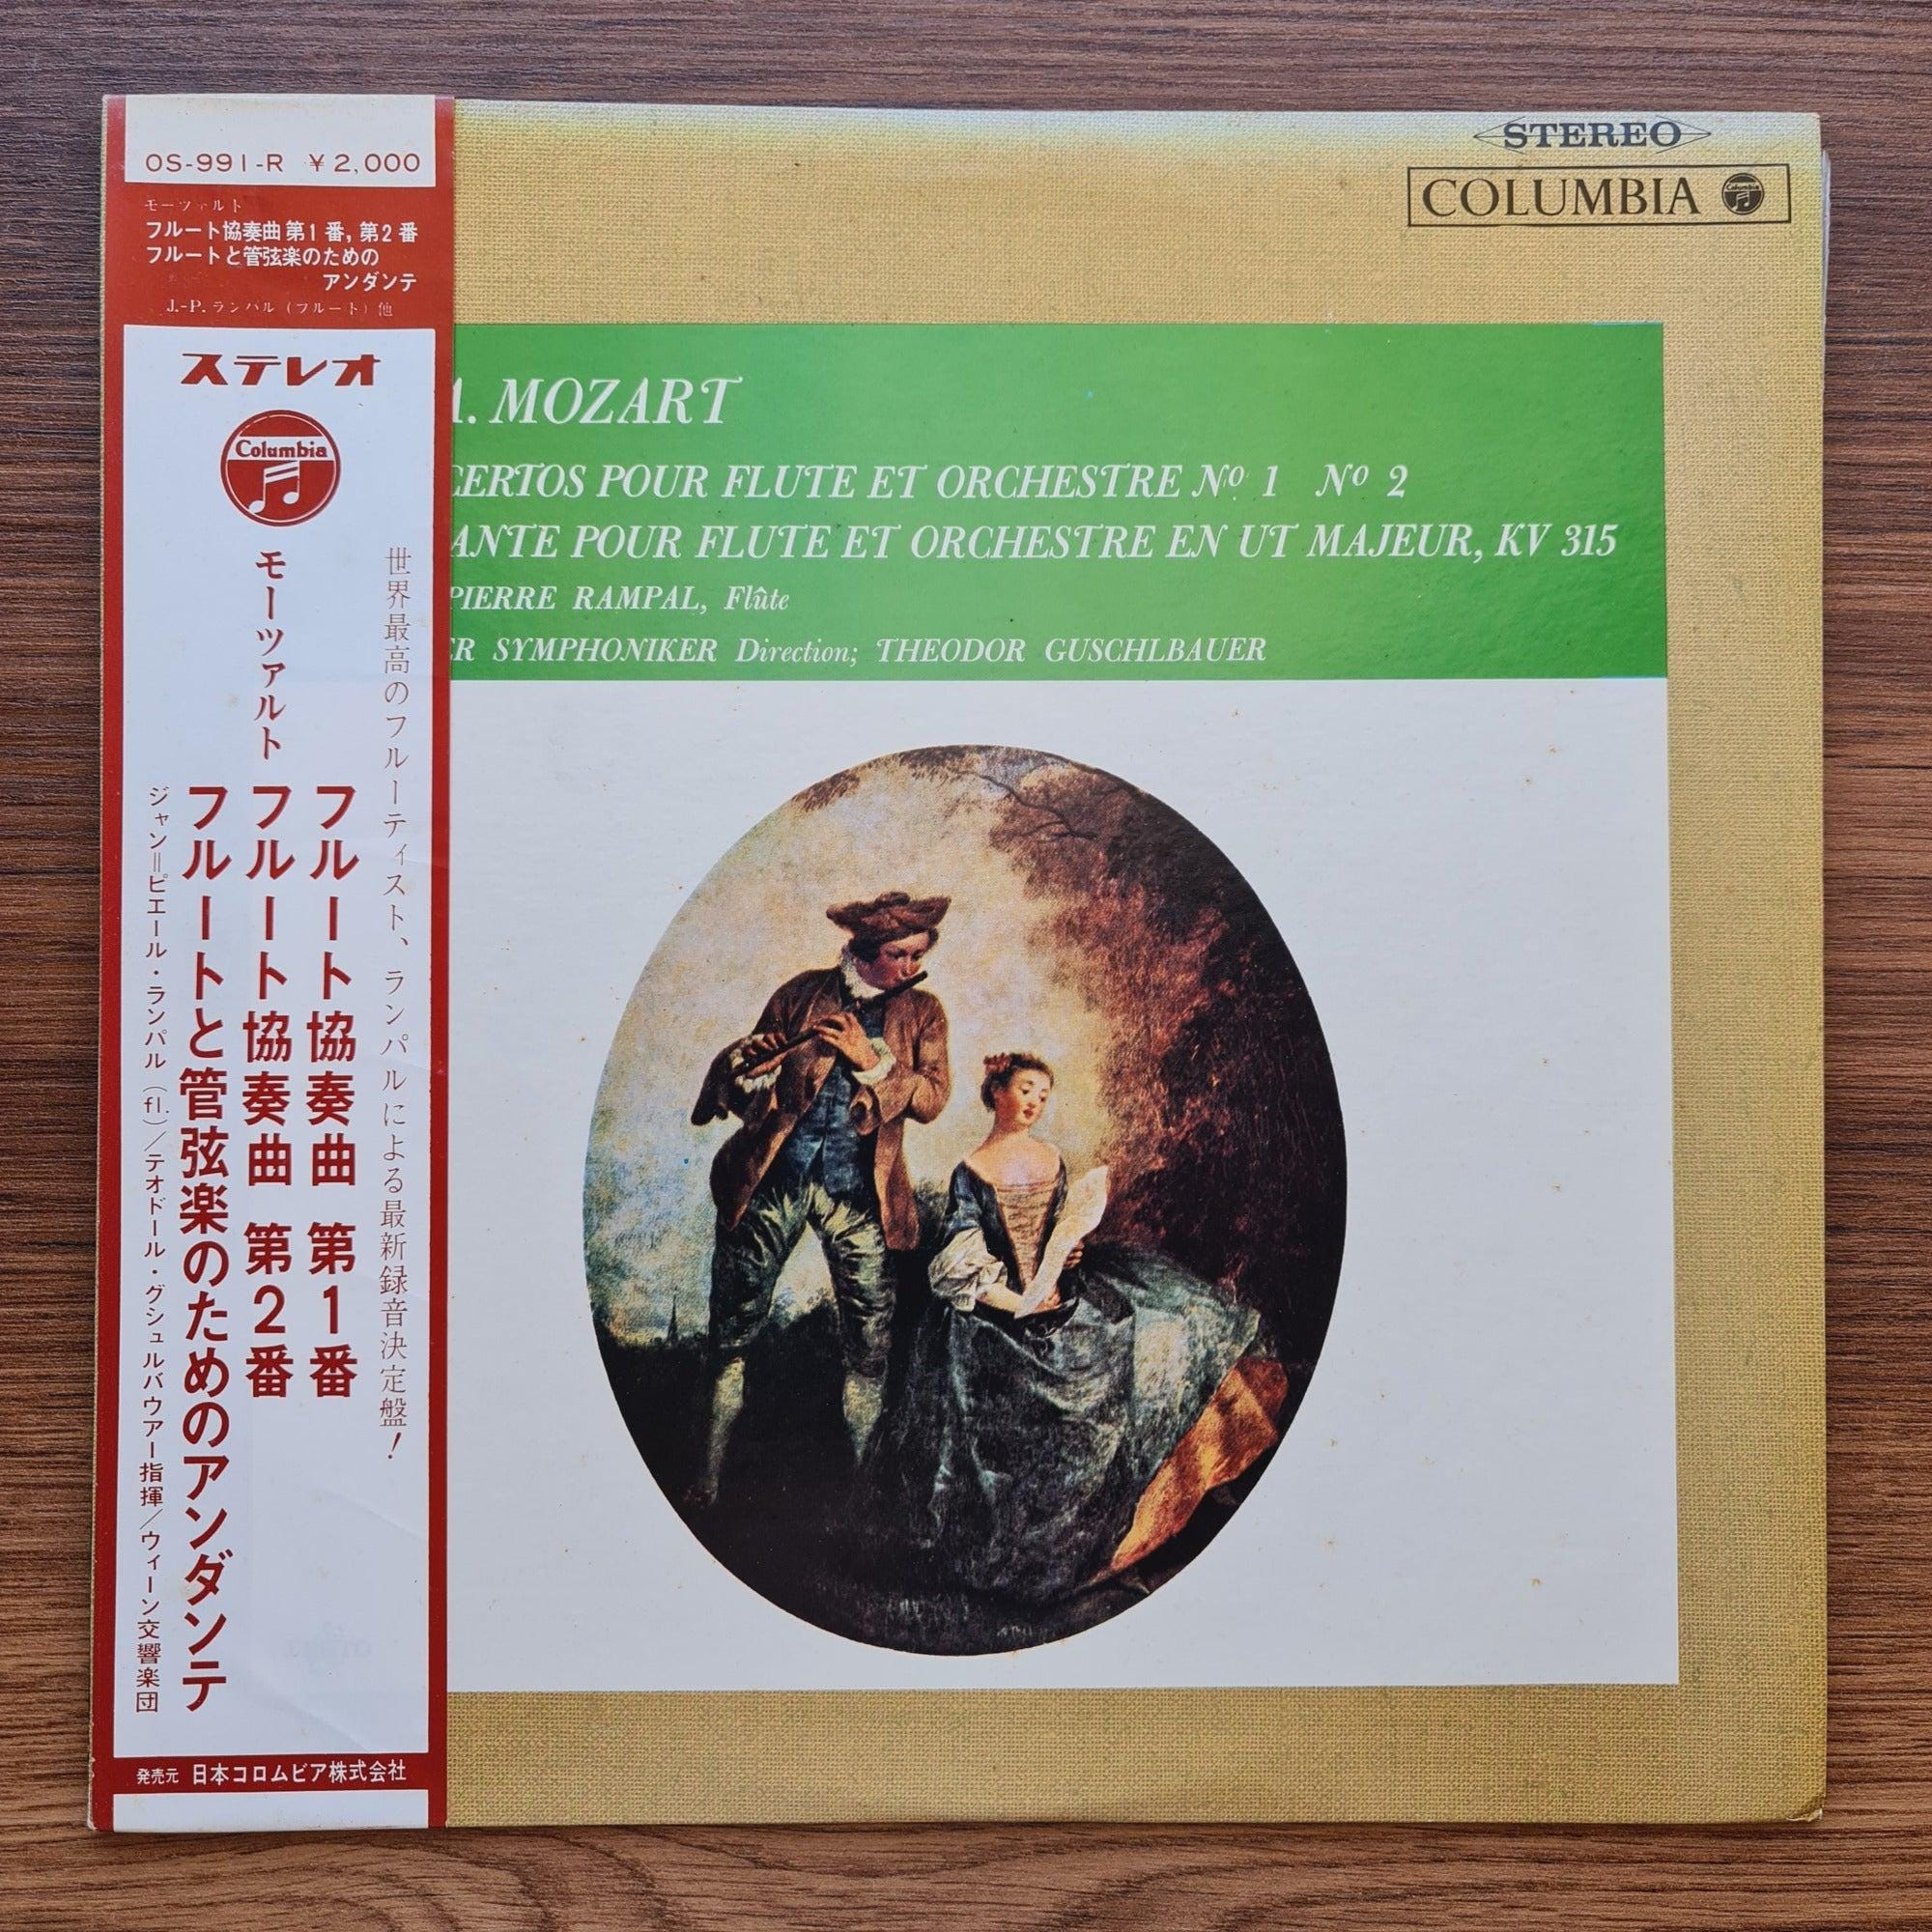 OS-991-R ￥2,000
モーツァルト
フルート協奏曲 第1番, 第2番
フルートと管弦楽のための
アンダンテ
J.-P. ランパル (フルート) 他
ステレオ
Columbia
世界最高のフルーティスト、ランパルによる最新録音決定盤!
モーツァルト
フルート協奏曲 第1番
フルート協奏曲 第2番
フルートと管弦楽のためのアンダンテ
ジャン=ピエール・ランパル (fl.)/テオドール・グシュルバウアー指揮/ウィーン交響楽団
発売元 日本コロムビア株式会社
STEREO
COLUMBIA
A. MOZART
CERTOS POUR FLUTE ET ORCHESTRE Nº 1 Nº 2
ANTE POUR FLUTE ET ORCHESTRE EN UT MAJEUR, KV 315
PIERRE RAMPAL, Flûte
ER SYMPHONIKER Direction; THEODOR GUSCHLBAUER